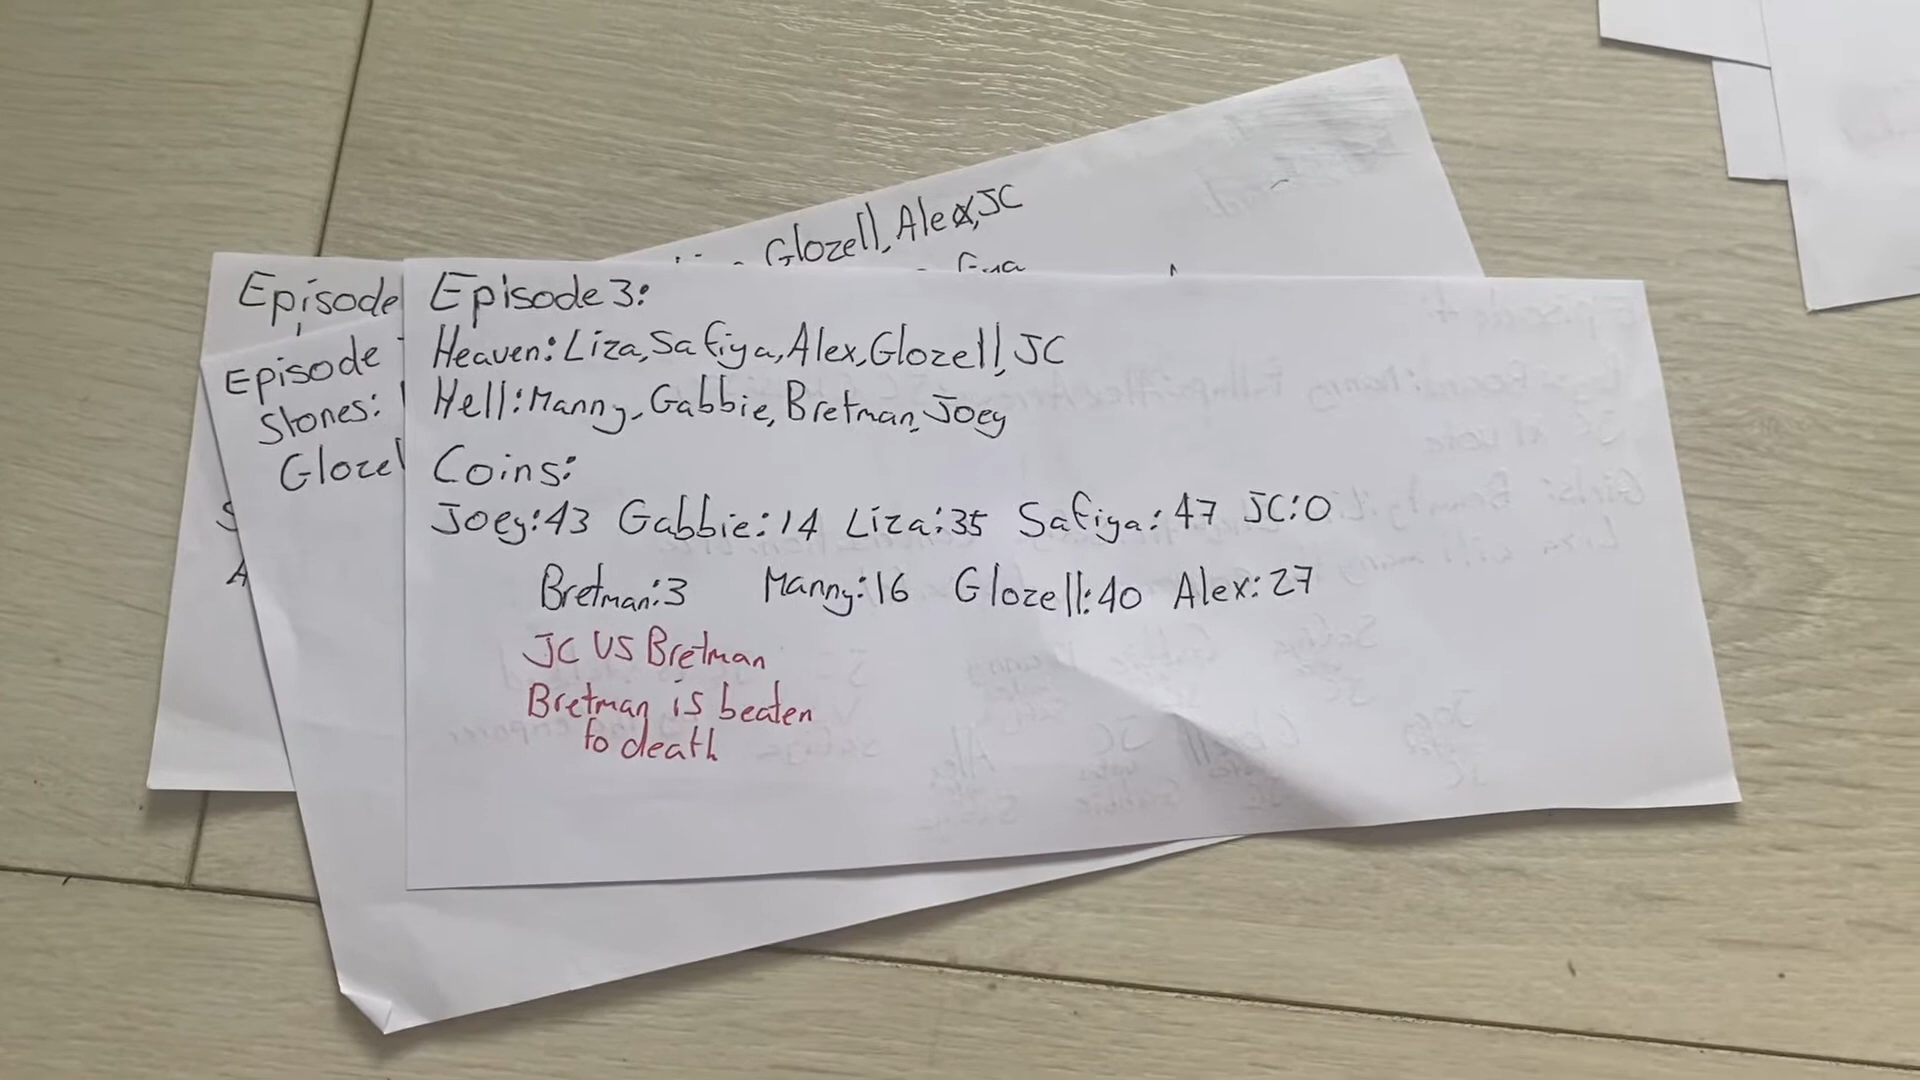 Glozell, Alex, JC
Episode
Episode
Stones:
Gloze
Episode 3:
Heaven: Liza, Safiya, Alex, Glozell, JC
Hell: Manny, Gabbie, Bretman, Joey
Coins:
Joey: 43 Gabbie: 14 Liza: 35 Safiya: 47 JC: 0
Bretman: 3 Manny: 16 Glozell: 40 Alex: 27
JC VS Bretman
Bretman is beaten
to death